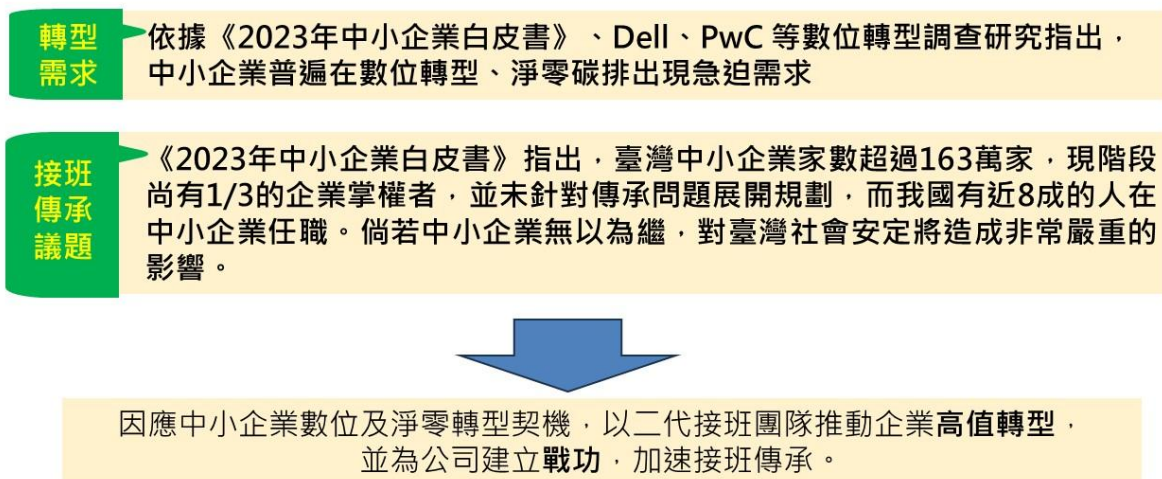 轉型
需求
依據《2023年中小企業白皮書》、Dell、PwC 等數位轉型調查研究指出，
中小企業普遍在數位轉型、淨零碳排出現急迫需求
接班
傳承
議題
《2023年中小企業白皮書》指出，臺灣中小企業家數超過163萬家，現階段
尚有1/3的企業掌權者，並未針對傳承問題展開規劃，而我國有近8成的人在
中小企業任職。倘若中小企業無以為繼，對臺灣社會安定將造成非常嚴重的
影響。
因應中小企業數位及淨零轉型契機，以二代接班團隊推動企業高值轉型，
並為公司建立戰功，加速接班傳承。